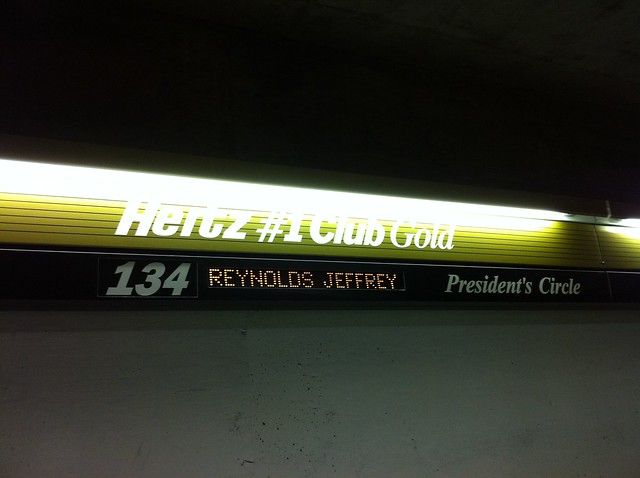 Hertz #1 Club Gold
134 REYNOLDS JEFFREY President's Circle